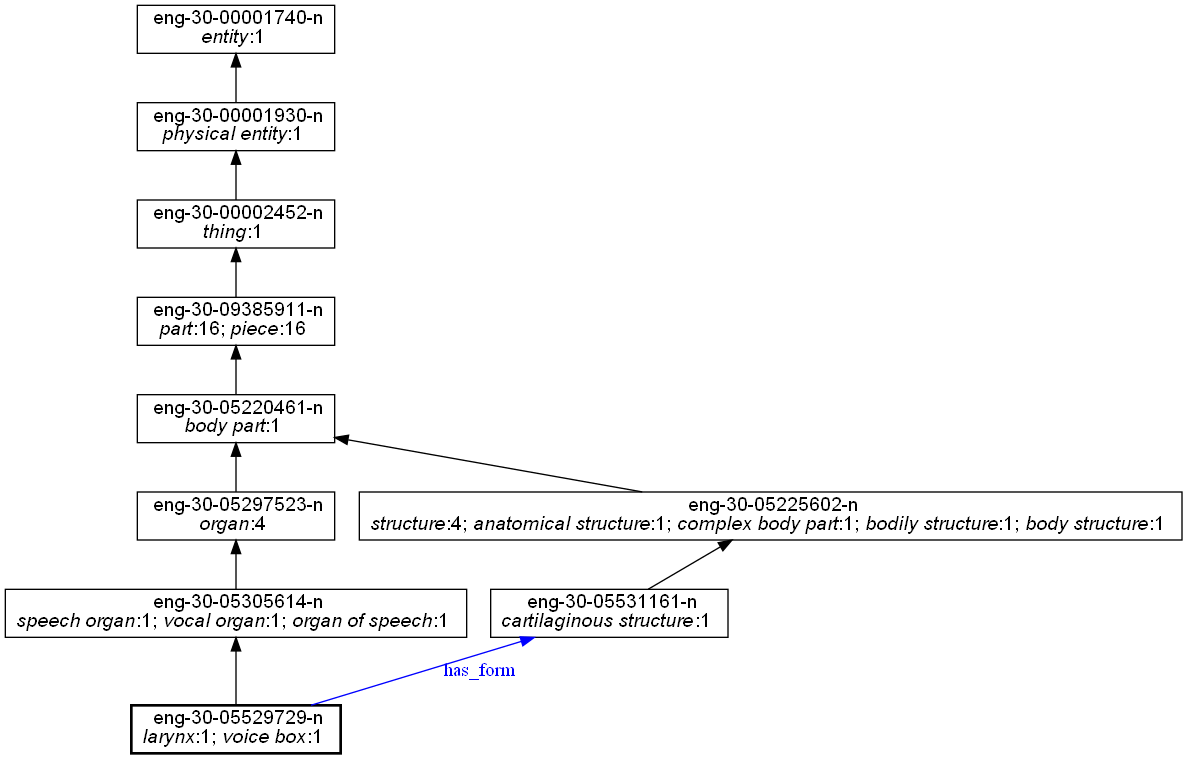 eng-30-00001740-n
entity:1
eng-30-00001930-n
physical entity:1
eng-30-00002452-n
thing:1
eng-30-09385911-n
part:16; piece:16
eng-30-05220461-n
body part:1
eng-30-05297523-n
organ:4
eng-30-05225602-n
structure:4; anatomical structure:1; complex body part:1; bodily structure:1; body structure:1
eng-30-05305614-n
speech organ:1; vocal organ:1; organ of speech:1
eng-30-05531161-n
cartilaginous structure:1
has_form
eng-30-05529729-n
larynx:1; voice box:1